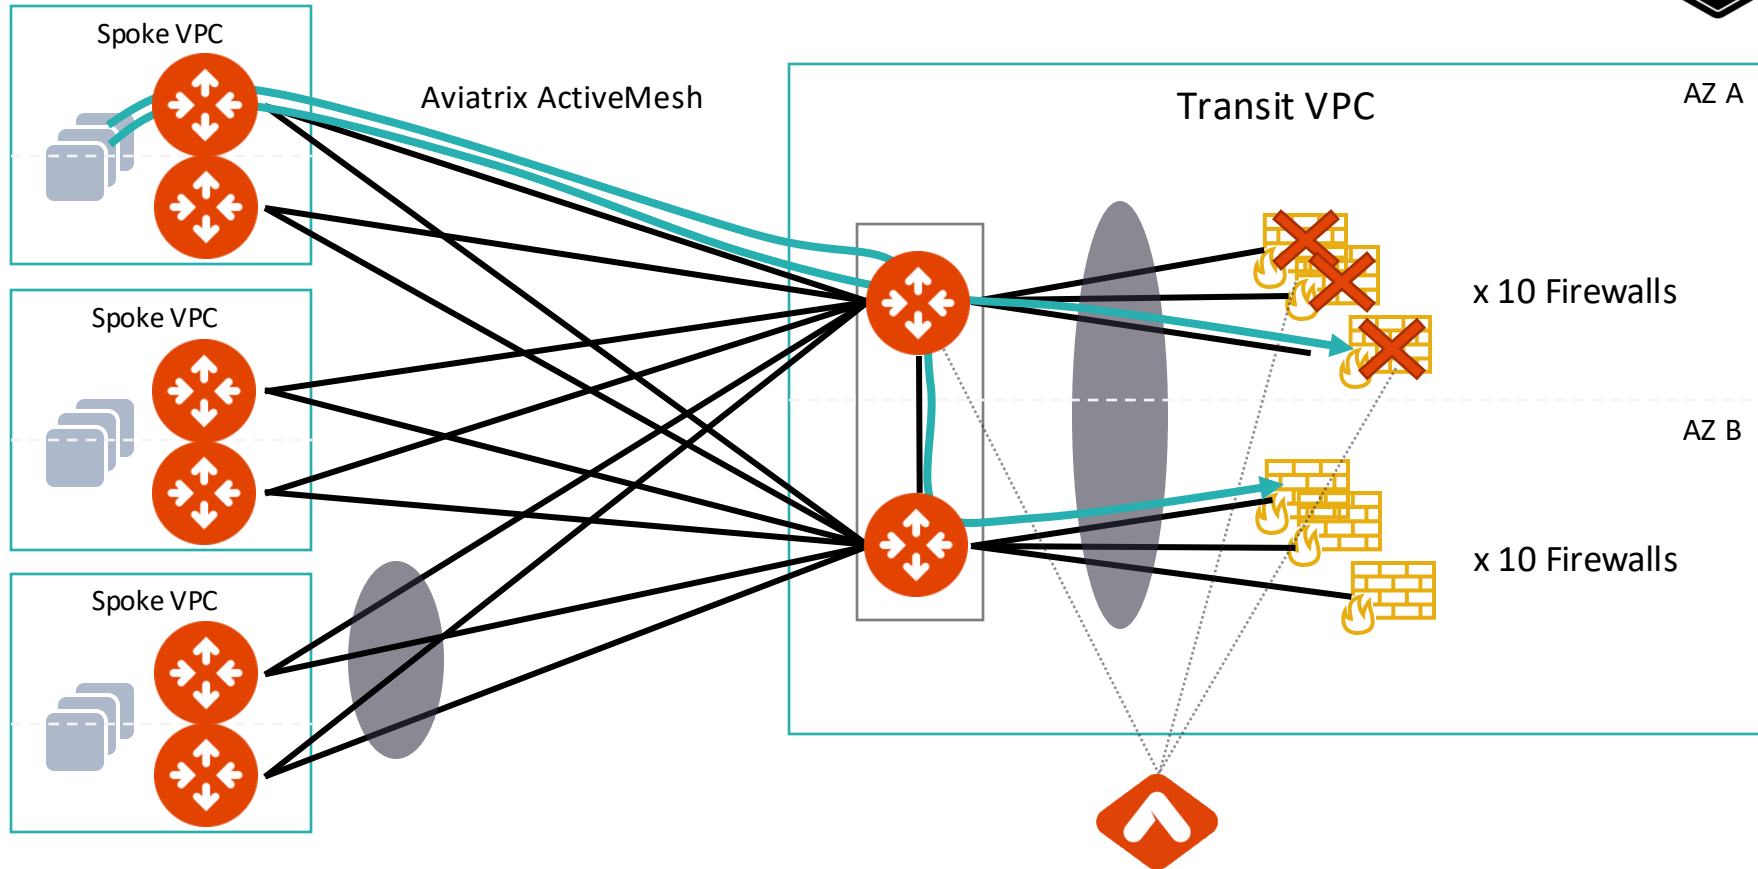 Spoke VPC
Aviatrix ActiveMesh
Transit VPC
AZ A
x 10 Firewalls
Spoke VPC
AZ B
x 10 Firewalls
Spoke VPC